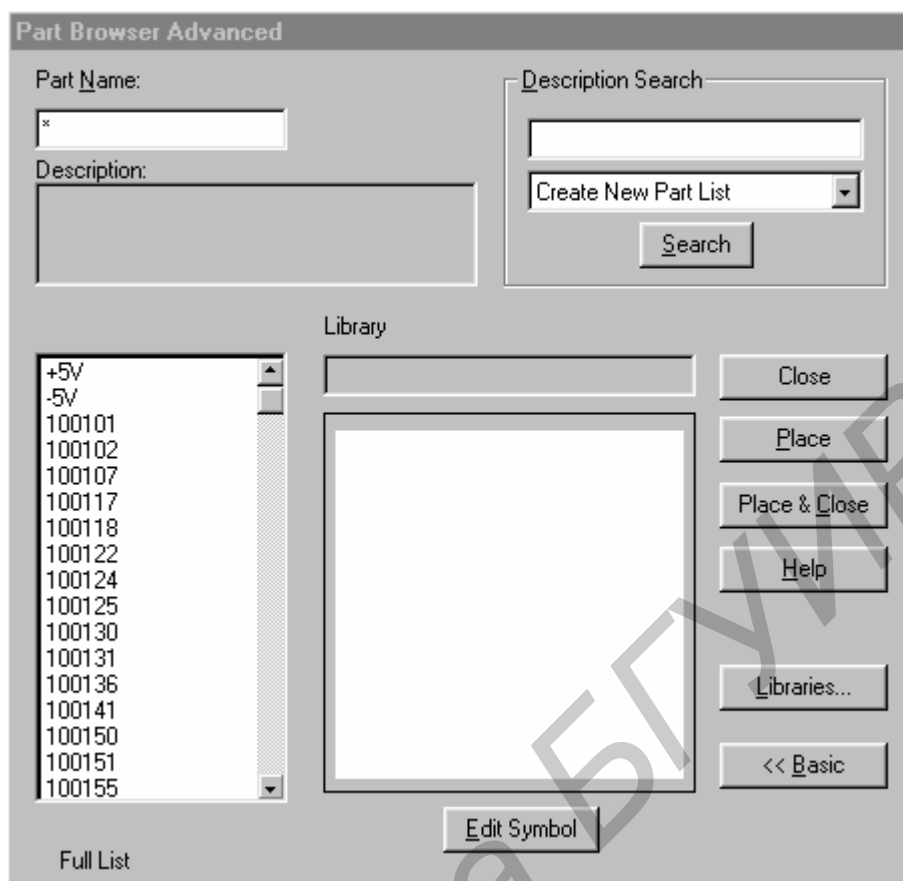 Part Browser Advanced
Part Name:
*
Description:
Description Search
Create New Part List
Search
Library
+5V
-5V
100101
100102
100107
100117
100118
100122
100124
100125
100130
100131
100136
100141
100150
100151
100155
Full List
Close
Place
Place & Close
Help
Libraries...
<< Basic
Edit Symbol
БГУИР